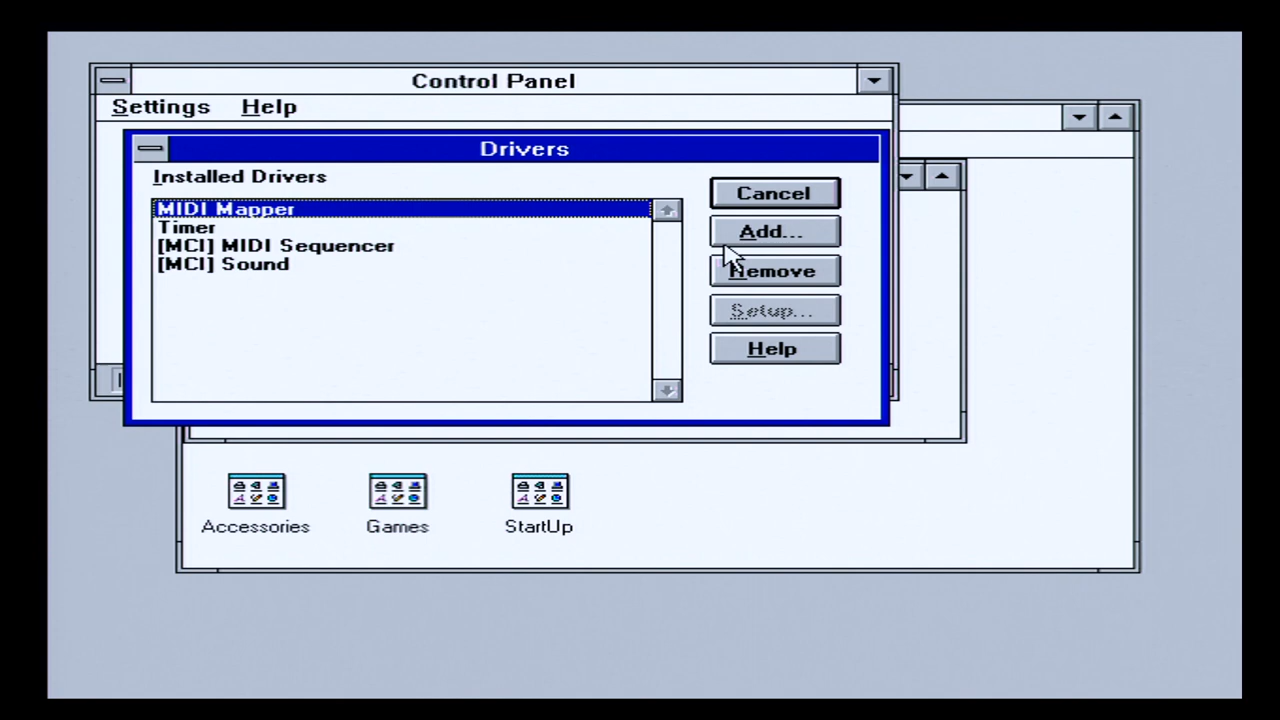 Control Panel
Settings Help
Drivers
Installed Drivers
MIDI Mapper
Timer
[MCI] MIDI Sequencer
[MCI] Sound
Cancel
Add...
Remove
Setup...
Help
Accessories Games StartUp